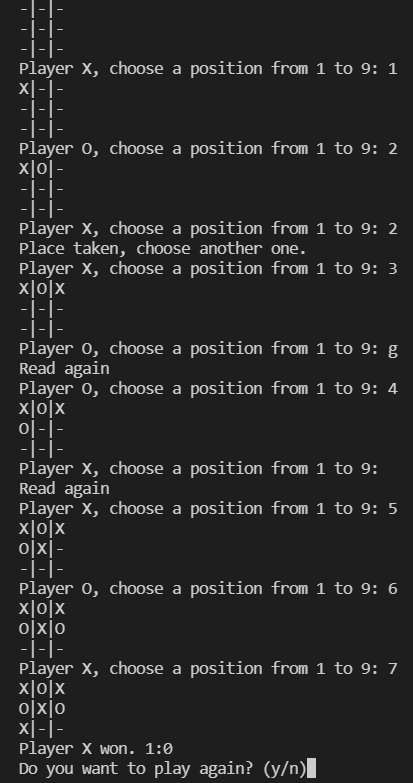 -|-|-
-|-|-
-|-|-
Player X, choose a position from 1 to 9: 1
X|-|-
-|-|-
-|-|-
Player O, choose a position from 1 to 9: 2
X|O|-
-|-|-
-|-|-
Player X, choose a position from 1 to 9: 2
Place taken, choose another one.
Player X, choose a position from 1 to 9: 3
X|O|X
-|-|-
-|-|-
Player O, choose a position from 1 to 9: g
Read again
Player O, choose a position from 1 to 9: 4
X|O|X
O|-|-
-|-|-
Player X, choose a position from 1 to 9:
Read again
Player X, choose a position from 1 to 9: 5
X|O|X
O|X|-
-|-|-
Player O, choose a position from 1 to 9: 6
X|O|X
O|X|O
-|-|-
Player X, choose a position from 1 to 9: 7
X|O|X
O|X|O
X|-|-
Player X won. 1:0
Do you want to play again? (y/n)